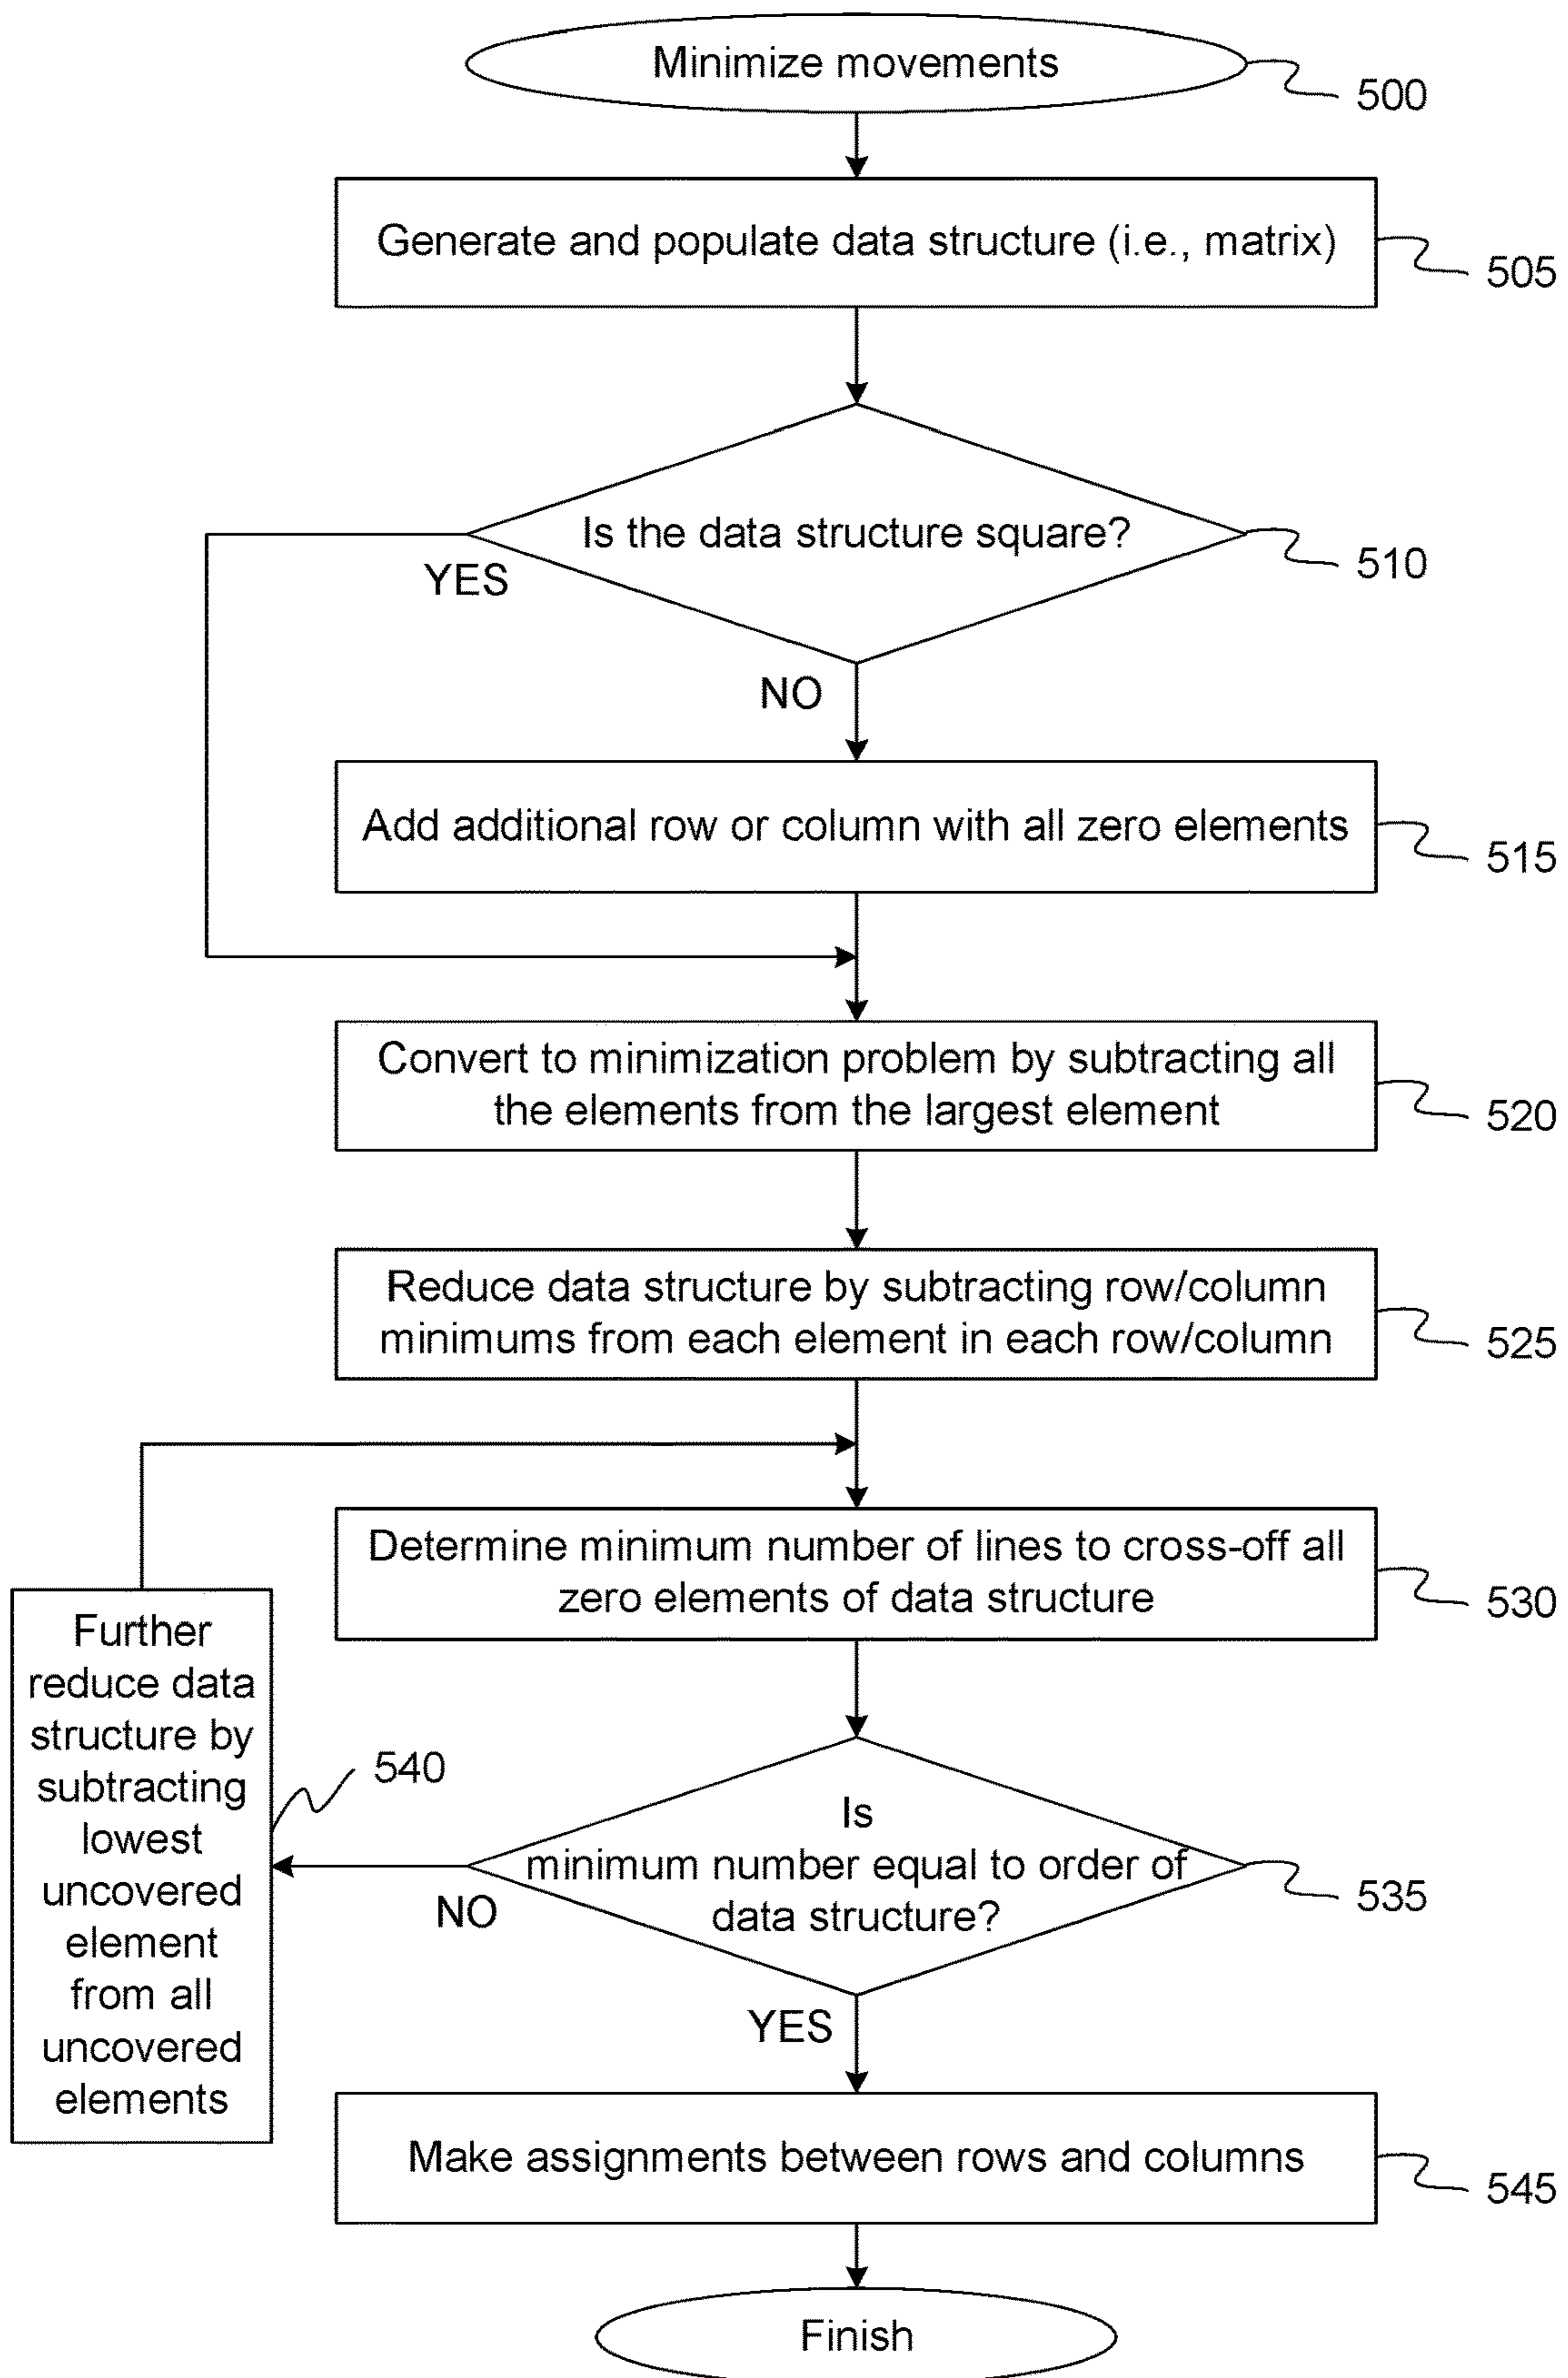 Minimize movements
500
Generate and populate data structure (i.e., matrix)
505
Is the data structure square?
510
YES
NO
Add additional row or column with all zero elements
515
Convert to minimization problem by subtracting all
the elements from the largest element
520
Reduce data structure by subtracting row/column
minimums from each element in each row/column
525
Determine minimum number of lines to cross-off all
zero elements of data structure
530
Further
reduce data
structure by
subtracting
lowest
uncovered
element
from all
uncovered
elements
540
Is
minimum number equal to order of
data structure?
535
NO
YES
Make assignments between rows and columns
545
Finish